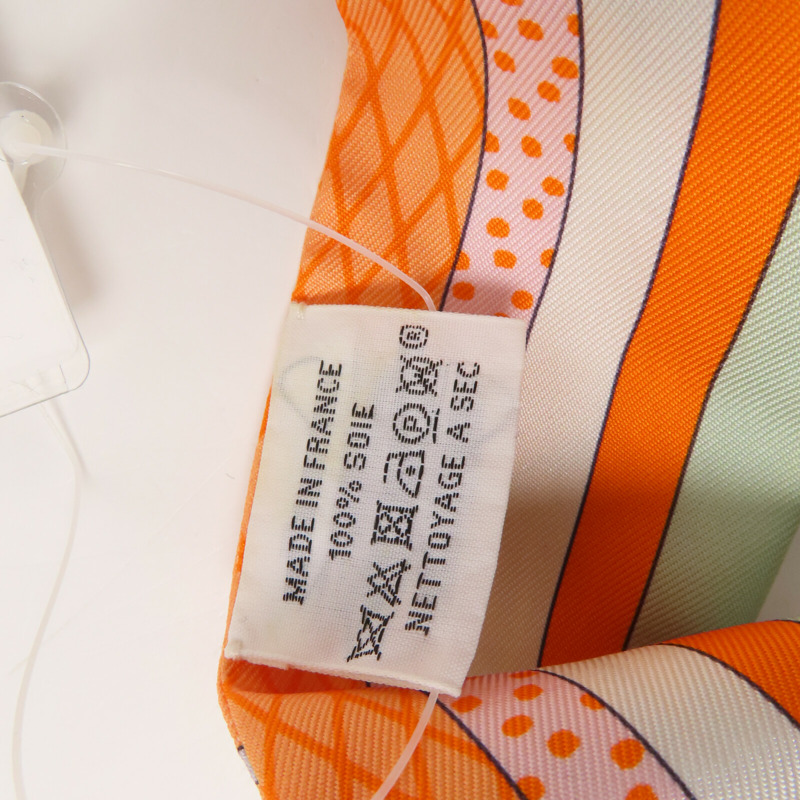 MADE IN FRANCE
100% SOIE
P
®
NETTOYAGE A SEC